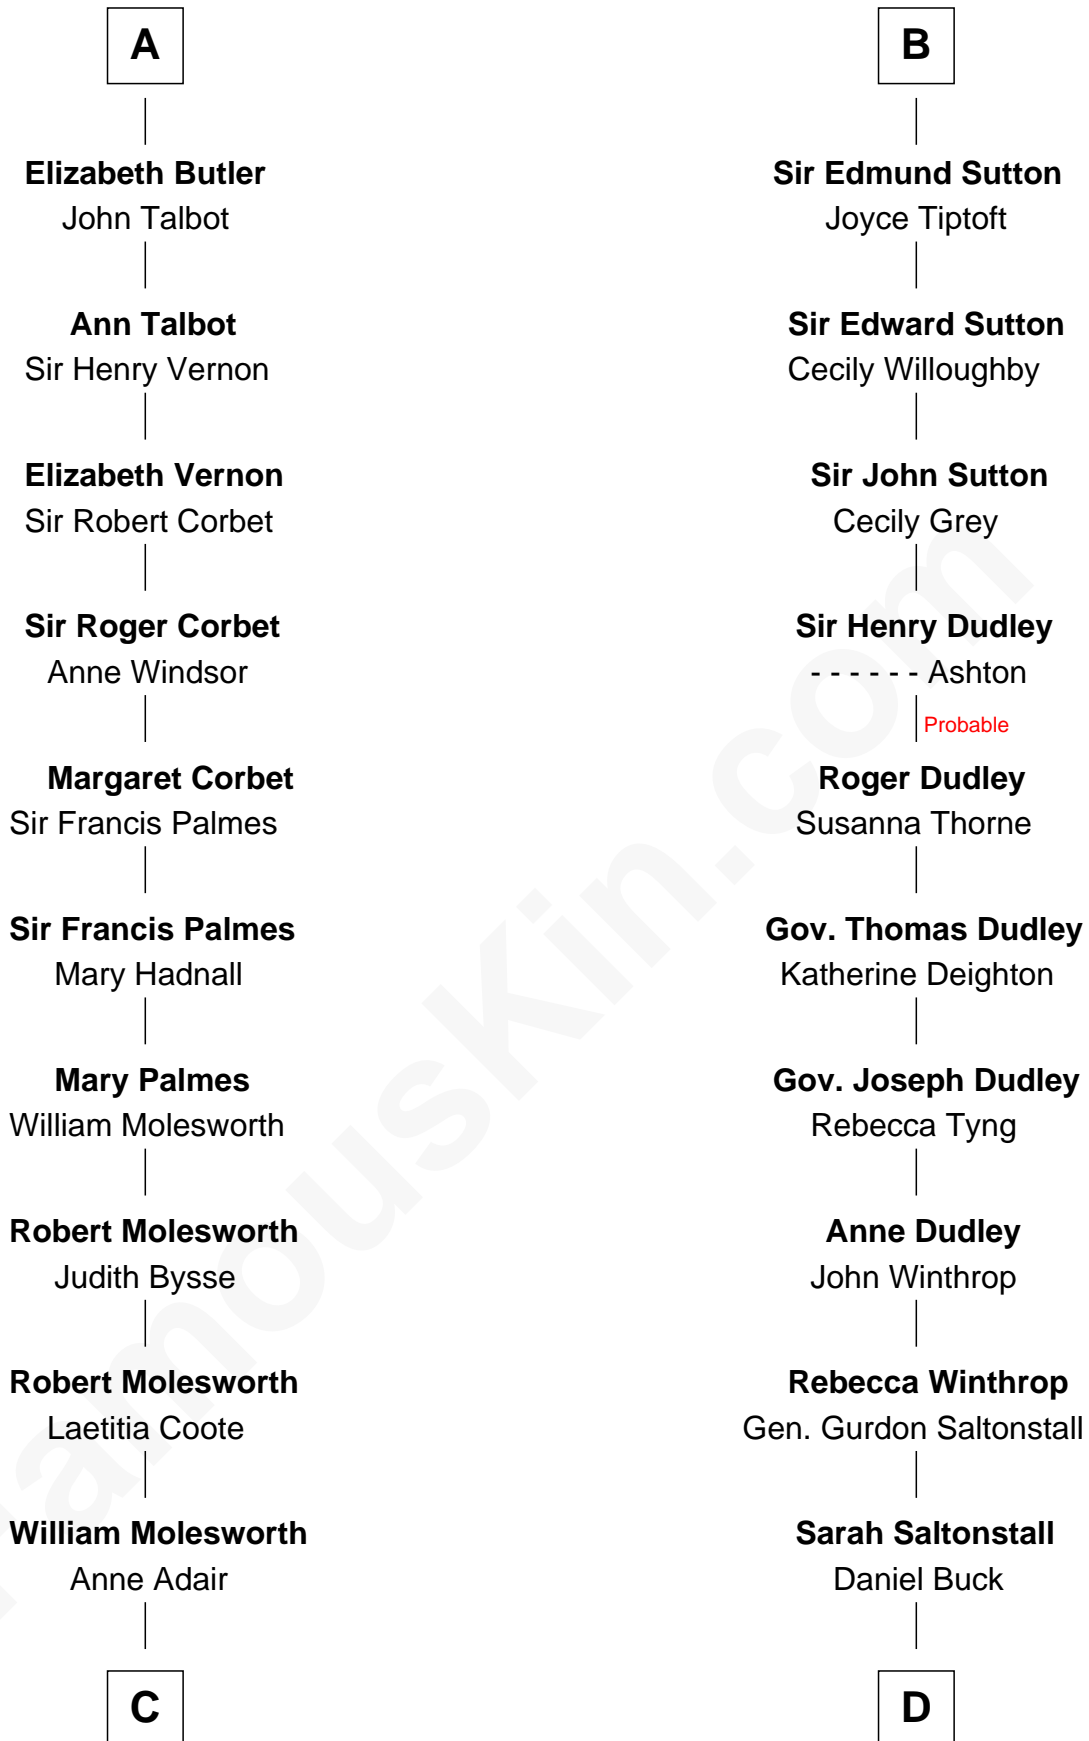 A
Elizabeth Butler
John Talbot
Ann Talbot
Sir Henry Vernon
Elizabeth Vernon
Sir Robert Corbet
Sir Roger Corbet
Anne Windsor
Margaret Corbet
Sir Francis Palmes
Sir Francis Palmes
Mary Hadnall
Mary Palmes
William Molesworth
Robert Molesworth
Judith Bysse
Robert Molesworth
Laetitia Coote
William Molesworth
Anne Adair
C
B
Sir Edmund Sutton
Joyce Tiptoft
Sir Edward Sutton
Cecily Willoughby
Sir John Sutton
Cecily Grey
Sir Henry Dudley
- - - - - - Ashton
Probable
Roger Dudley
Susanna Thorne
Gov. Thomas Dudley
Katherine Deighton
Gov. Joseph Dudley
Rebecca Tyng
Anne Dudley
John Winthrop
Rebecca Winthrop
Gen. Gurdon Saltonstall
Sarah Saltonstall
Daniel Buck
D
FamousKin.com